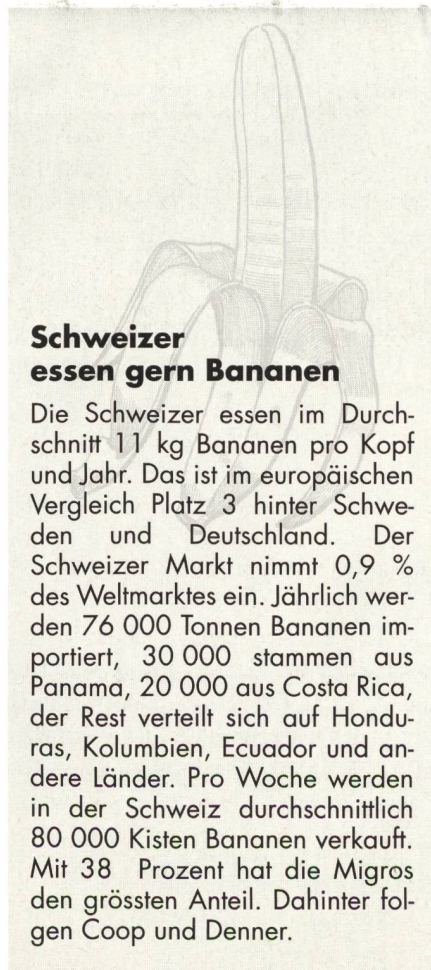 Schweizer
essen gern Bananen
Die Schweizer essen im Durch-
schnitt 11 kg Bananen pro Kopf
und Jahr. Das ist im europäischen
Vergleich Platz 3 hinter Schwe-
den und Deutschland. Der
Schweizer Markt nimmt 0,9 %
des Weltmarktes ein. Jährlich wer-
den 76 000 Tonnen Bananen im-
portiert, 30 000 stammen aus
Panama, 20 000 aus Costa Rica,
der Rest verteilt sich auf Hondu-
ras, Kolumbien, Ecuador und an-
dere Länder. Pro Woche werden
in der Schweiz durchschnittlich
80 000 Kisten Bananen verkauft.
Mit 38 Prozent hat die Migros
den grössten Anteil. Dahinter fol-
gen Coop und Denner.